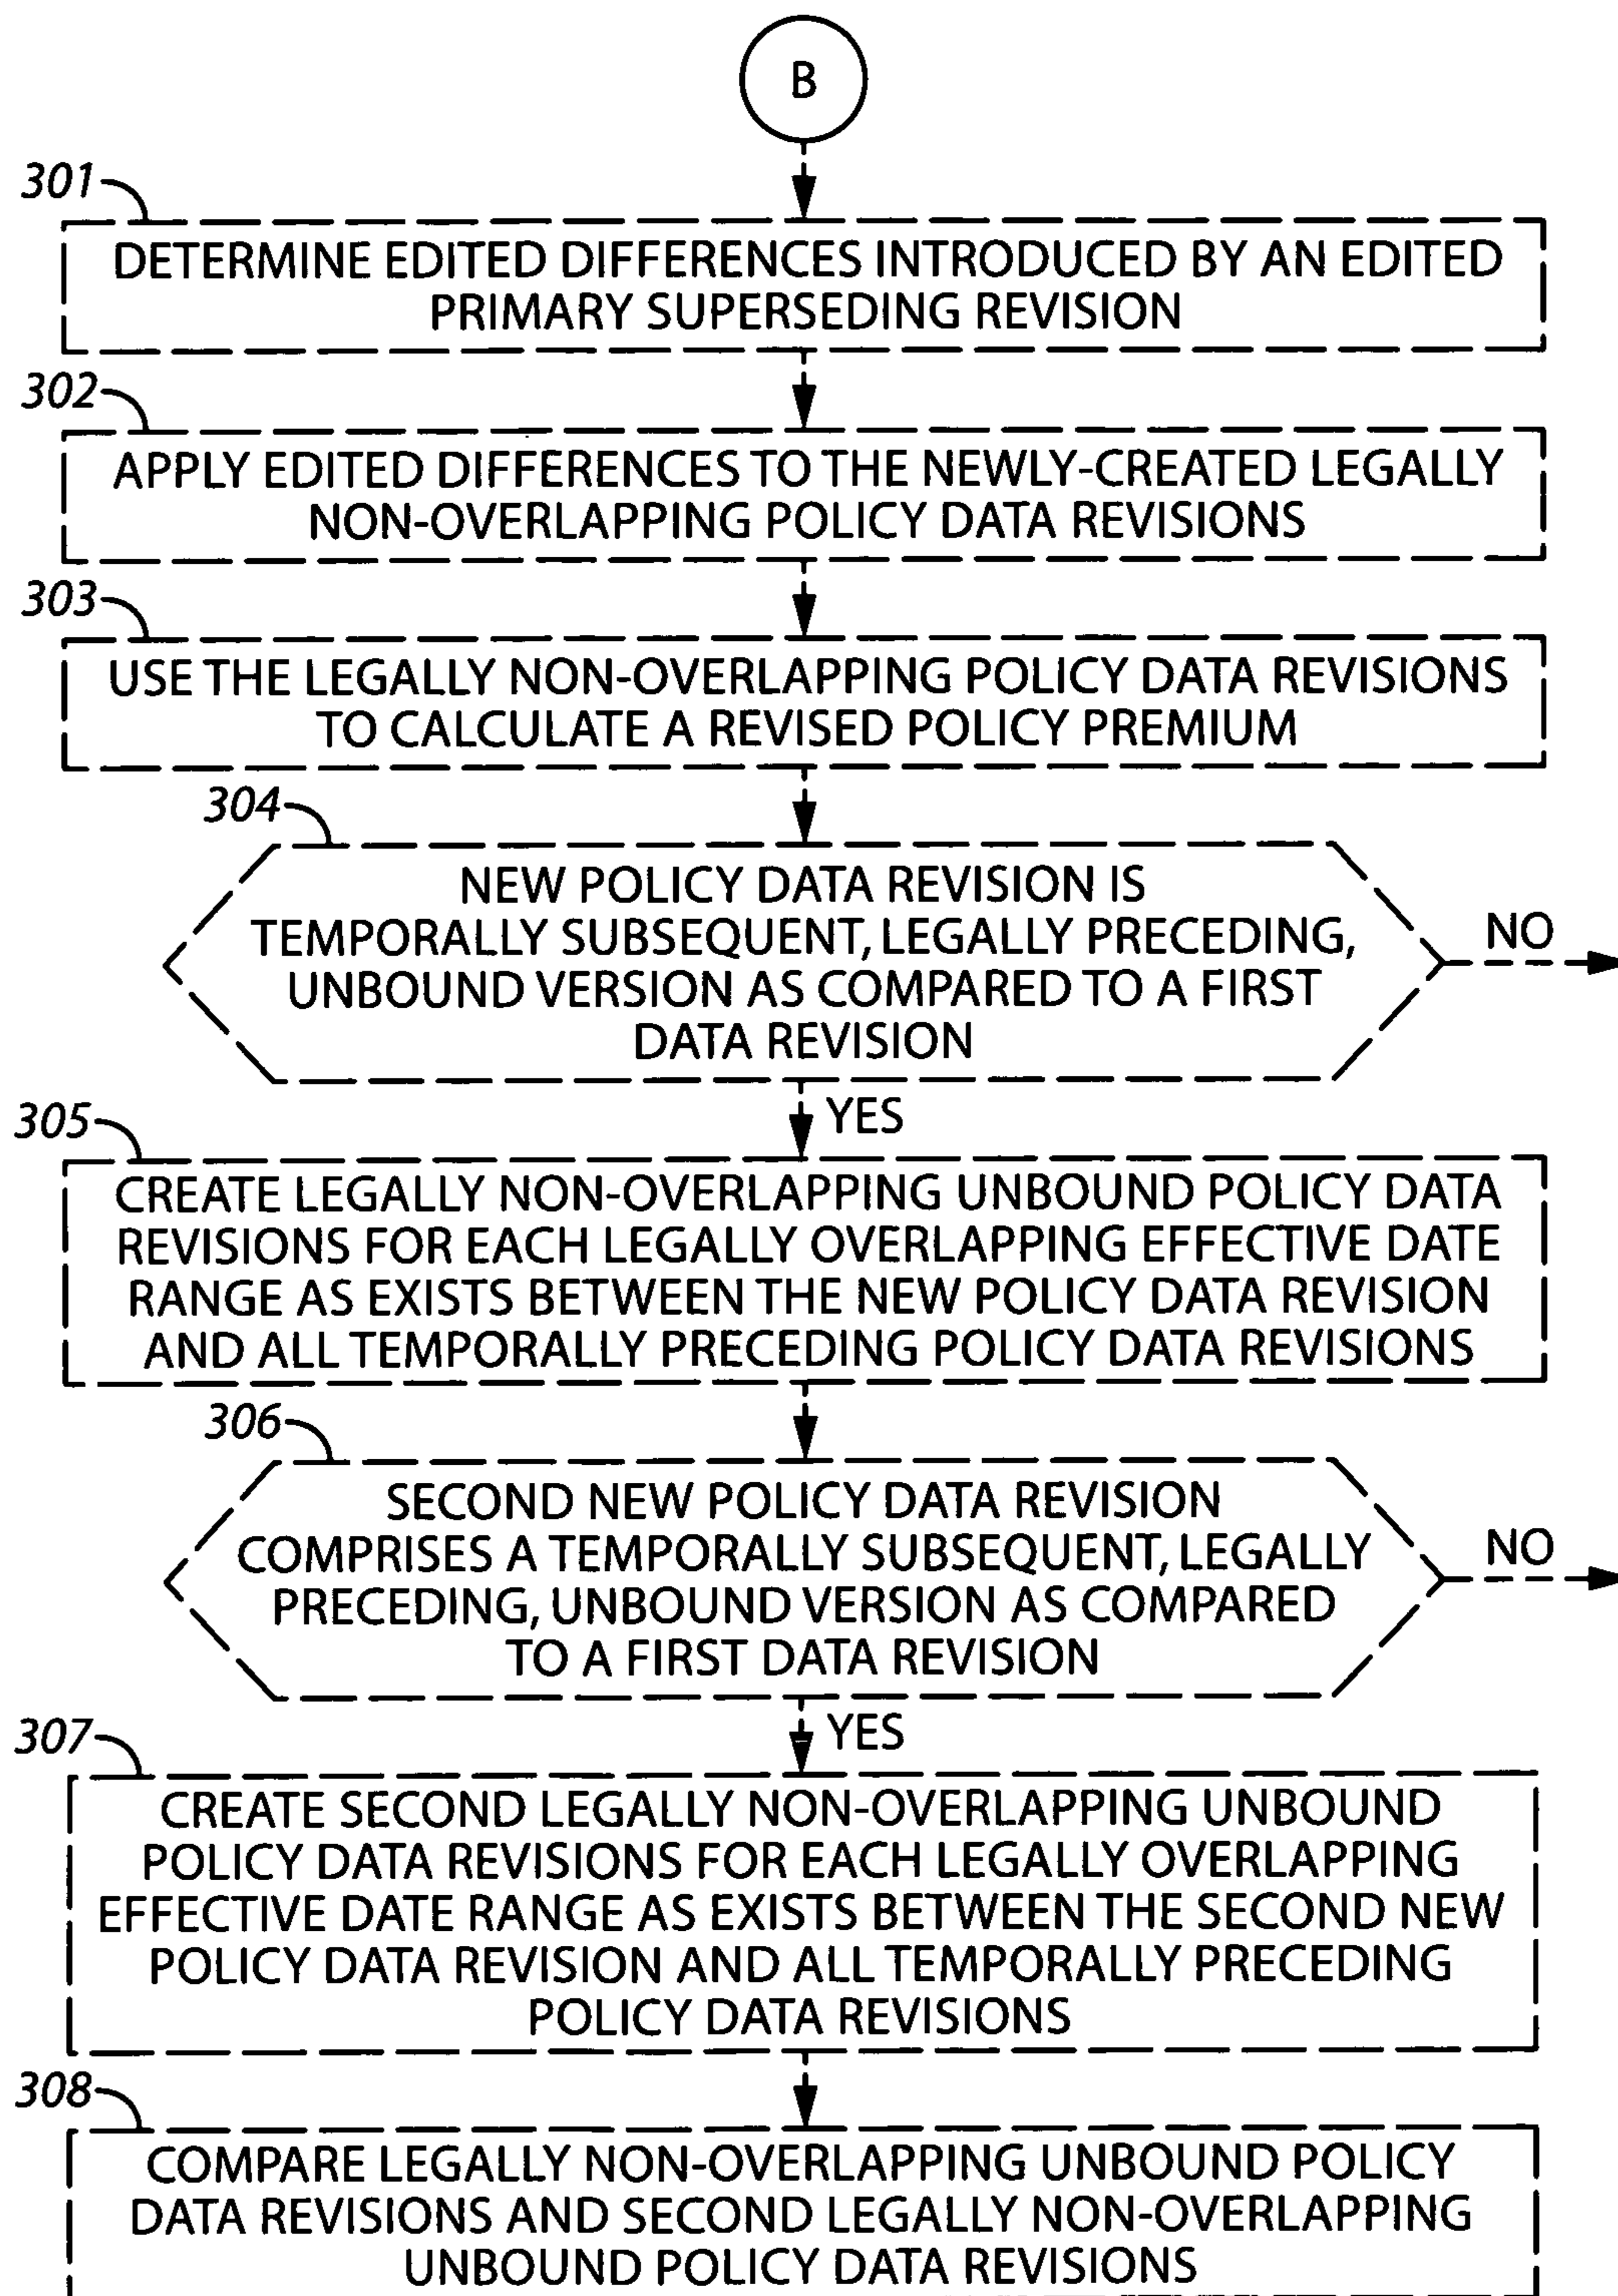 B
301
DETERMINE EDITED DIFFERENCES INTRODUCED BY AN EDITED
PRIMARY SUPERSEDING REVISION
302
APPLY EDITED DIFFERENCES TO THE NEWLY-CREATED LEGALLY
NON-OVERLAPPING POLICY DATA REVISIONS
303
USE THE LEGALLY NON-OVERLAPPING POLICY DATA REVISIONS
TO CALCULATE A REVISED POLICY PREMIUM
304
NEW POLICY DATA REVISION IS
TEMPORALLY SUBSEQUENT, LEGALLY PRECEDING,
UNBOUND VERSION AS COMPARED TO A FIRST
DATA REVISION
NO
YES
305
CREATE LEGALLY NON-OVERLAPPING UNBOUND POLICY DATA
REVISIONS FOR EACH LEGALLY OVERLAPPING EFFECTIVE DATE
RANGE AS EXISTS BETWEEN THE NEW POLICY DATA REVISION
AND ALL TEMPORALLY PRECEDING POLICY DATA REVISIONS
306
SECOND NEW POLICY DATA REVISION
COMPRISES A TEMPORALLY SUBSEQUENT, LEGALLY
PRECEDING, UNBOUND VERSION AS COMPARED
TO A FIRST DATA REVISION
NO
YES
307
CREATE SECOND LEGALLY NON-OVERLAPPING UNBOUND
POLICY DATA REVISIONS FOR EACH LEGALLY OVERLAPPING
EFFECTIVE DATE RANGE AS EXISTS BETWEEN THE SECOND NEW
POLICY DATA REVISION AND ALL TEMPORALLY PRECEDING
POLICY DATA REVISIONS
308
COMPARE LEGALLY NON-OVERLAPPING UNBOUND POLICY
DATA REVISIONS AND SECOND LEGALLY NON-OVERLAPPING
UNBOUND POLICY DATA REVISIONS